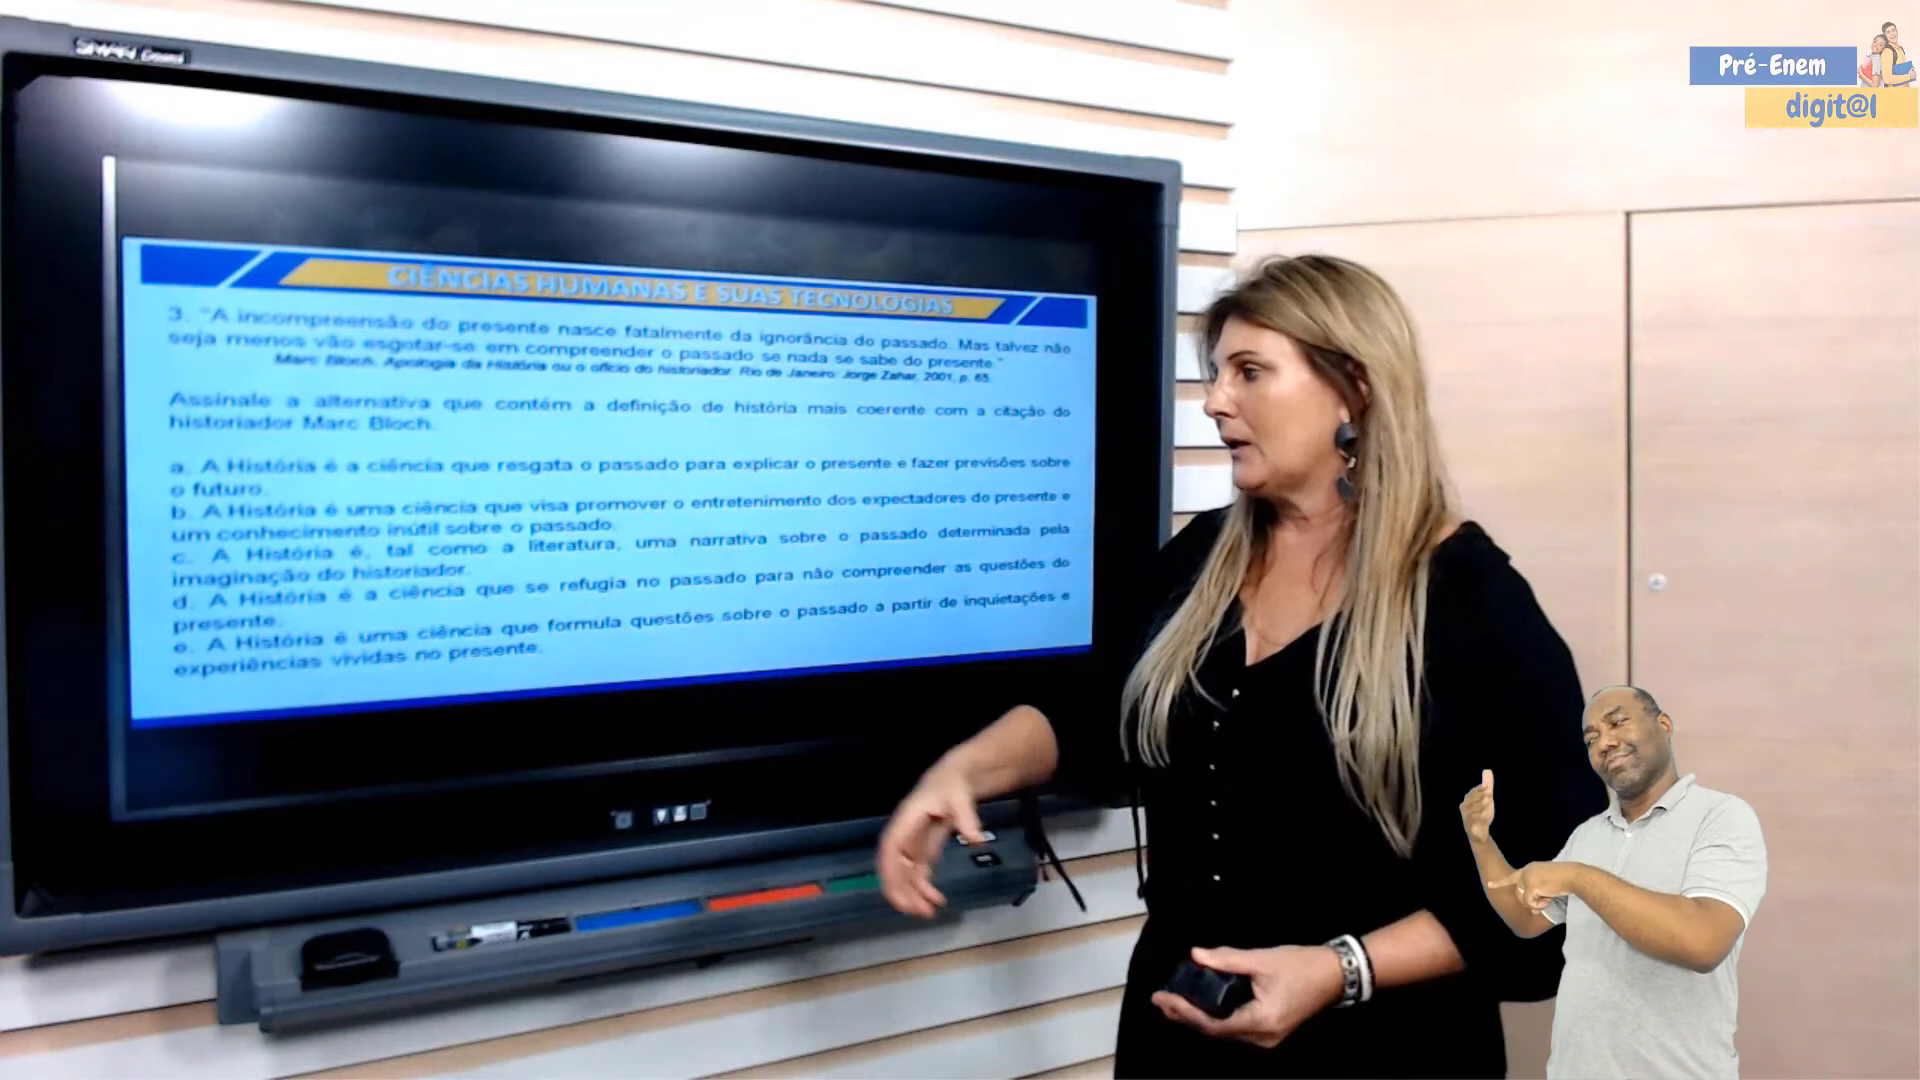 SMART Board
Pré-Enem
digit@l
CIÊNCIAS HUMANAS E SUAS TECNOLOGIAS
3. "A incompreensão do presente nasce fatalmente da ignorância do passado. Mas talvez não
seja menos vão esgotar-se em compreender o passado se nada se sabe do presente."
Marc Bloch. Apologia da História ou o ofício do historiador. Rio de Janeiro: Jorge Zahar, 2001, p. 65.
Assinale a alternativa que contém a definição de história mais coerente com a citação do
historiador Marc Bloch.
a. A História é a ciência que resgata o passado para explicar o presente e fazer previsões sobre
o futuro.
b. A História é uma ciência que visa promover o entretenimento dos expectadores do presente e
um conhecimento inútil sobre o passado.
c. A História é, tal como a literatura, uma narrativa sobre o passado determinada pela
imaginação do historiador.
d. A História é a ciência que se refugia no passado para não compreender as questões do
presente.
e. A História é uma ciência que formula questões sobre o passado a partir de inquietações e
experiências vividas no presente.